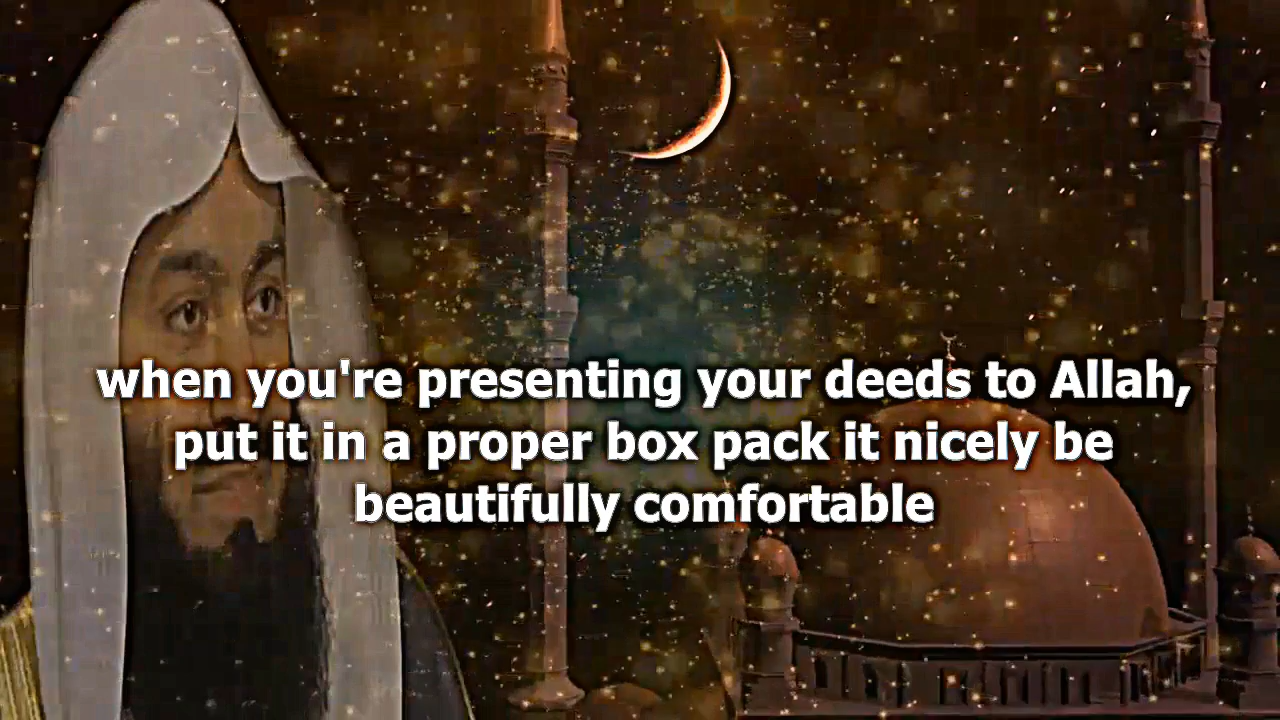 when you're presenting your deeds to Allah,
put it in a proper box pack it nicely be
beautifully comfortable